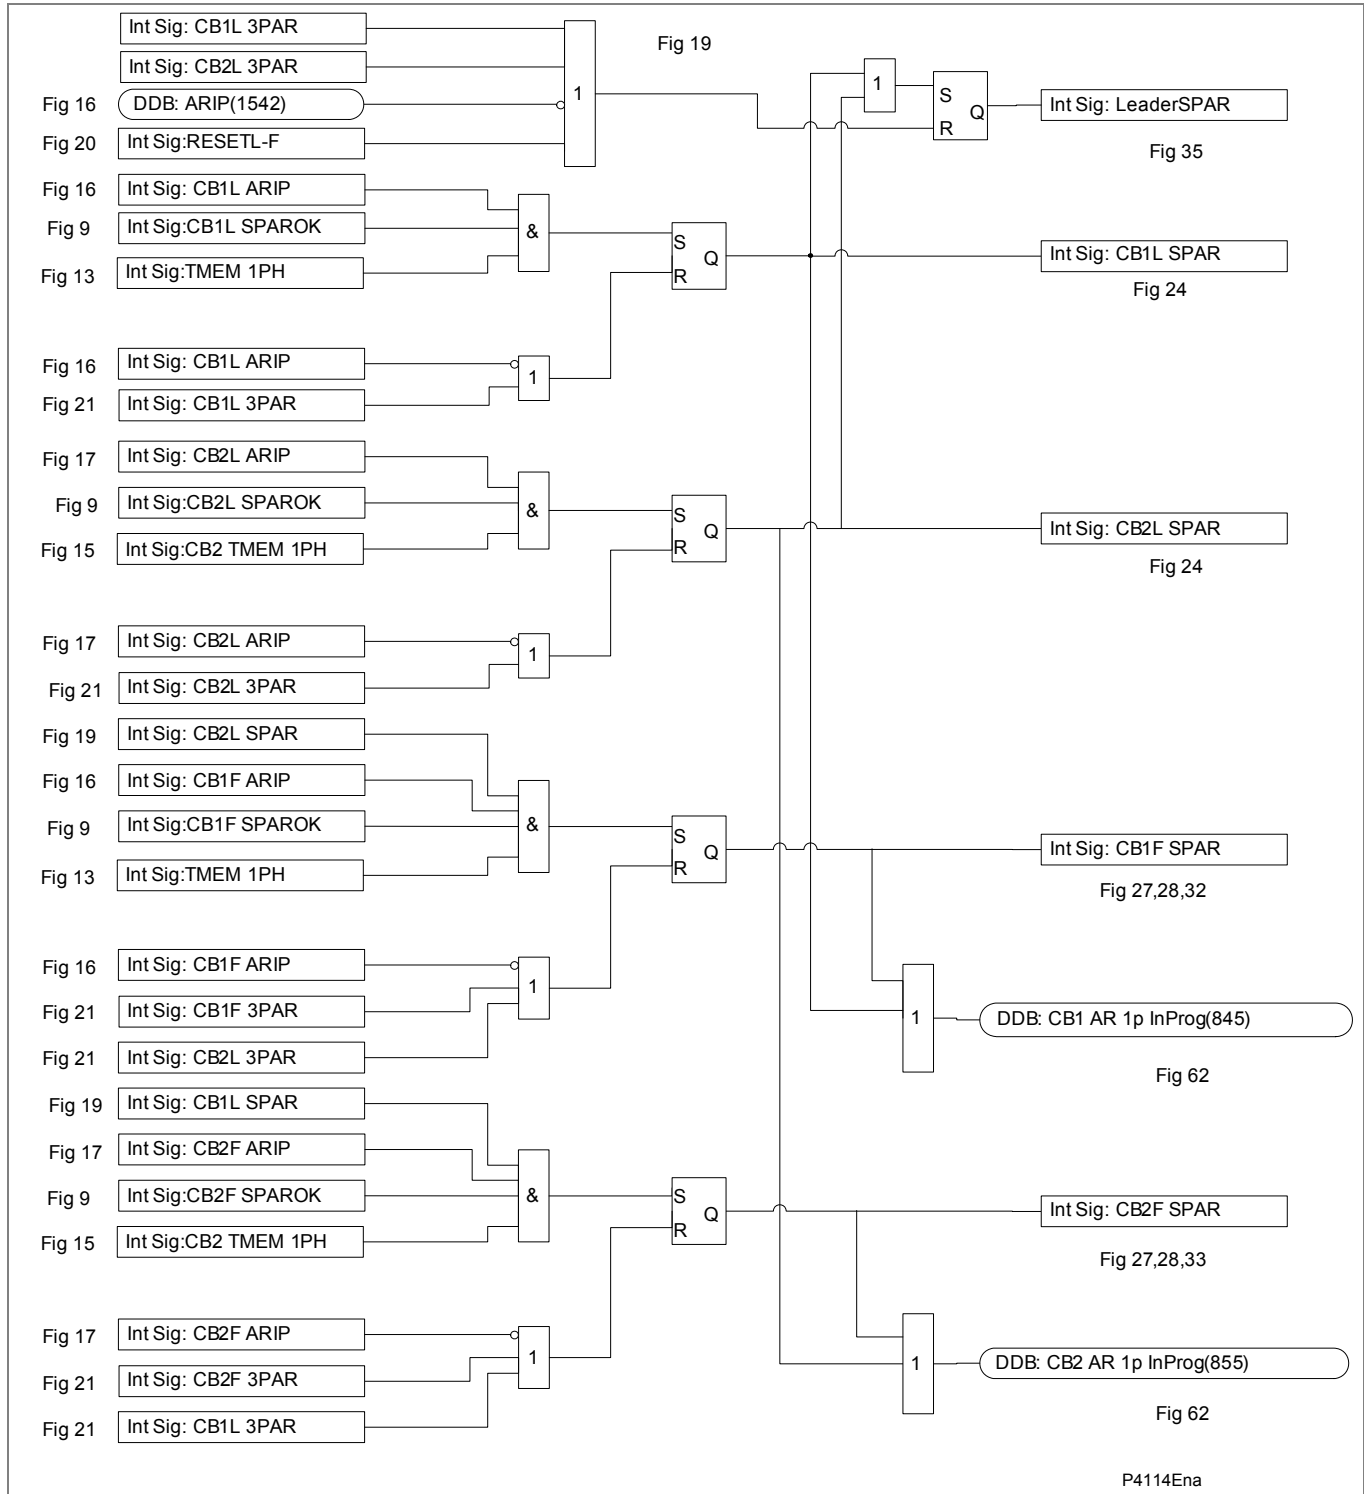 Int Sig: CB1L 3PAR
Fig 19
Int Sig: CB2L 3PAR
Fig 16 DDB: ARIP(1542) 1 1 S R Q Int Sig: LeaderSPAR
Fig 20 Int Sig:RESETL-F
Fig 35
Fig 16 Int Sig: CB1L ARIP
Fig 9 Int Sig:CB1L SPAROK & S R Q Int Sig: CB1L SPAR
Fig 13 Int Sig:TMEM 1PH
Fig 24
Fig 16 Int Sig: CB1L ARIP 1
Fig 21 Int Sig: CB1L 3PAR
Fig 17 Int Sig: CB2L ARIP
Fig 9 Int Sig:CB2L SPAROK & S R Q Int Sig: CB2L SPAR
Fig 15 Int Sig:CB2 TMEM 1PH
Fig 24
Fig 17 Int Sig: CB2L ARIP 1
Fig 21 Int Sig: CB2L 3PAR
Fig 19 Int Sig: CB2L SPAR
Fig 16 Int Sig: CB1F ARIP
Fig 9 Int Sig:CB1F SPAROK & S R Q Int Sig: CB1F SPAR
Fig 13 Int Sig:TMEM 1PH
Fig 27,28,32
Fig 16 Int Sig: CB1F ARIP 1
Fig 21 Int Sig: CB1F 3PAR 1 DDB: CB1 AR 1p InProg(845)
Fig 21 Int Sig: CB2L 3PAR
Fig 62
Fig 19 Int Sig: CB1L SPAR
Fig 17 Int Sig: CB2F ARIP
Fig 9 Int Sig:CB2F SPAROK & S R Q Int Sig: CB2F SPAR
Fig 15 Int Sig:CB2 TMEM 1PH
Fig 27,28,33
Fig 17 Int Sig: CB2F ARIP 1
Fig 21 Int Sig: CB2F 3PAR 1 DDB: CB2 AR 1p InProg(855)
Fig 21 Int Sig: CB1L 3PAR
Fig 62
P4114Ena